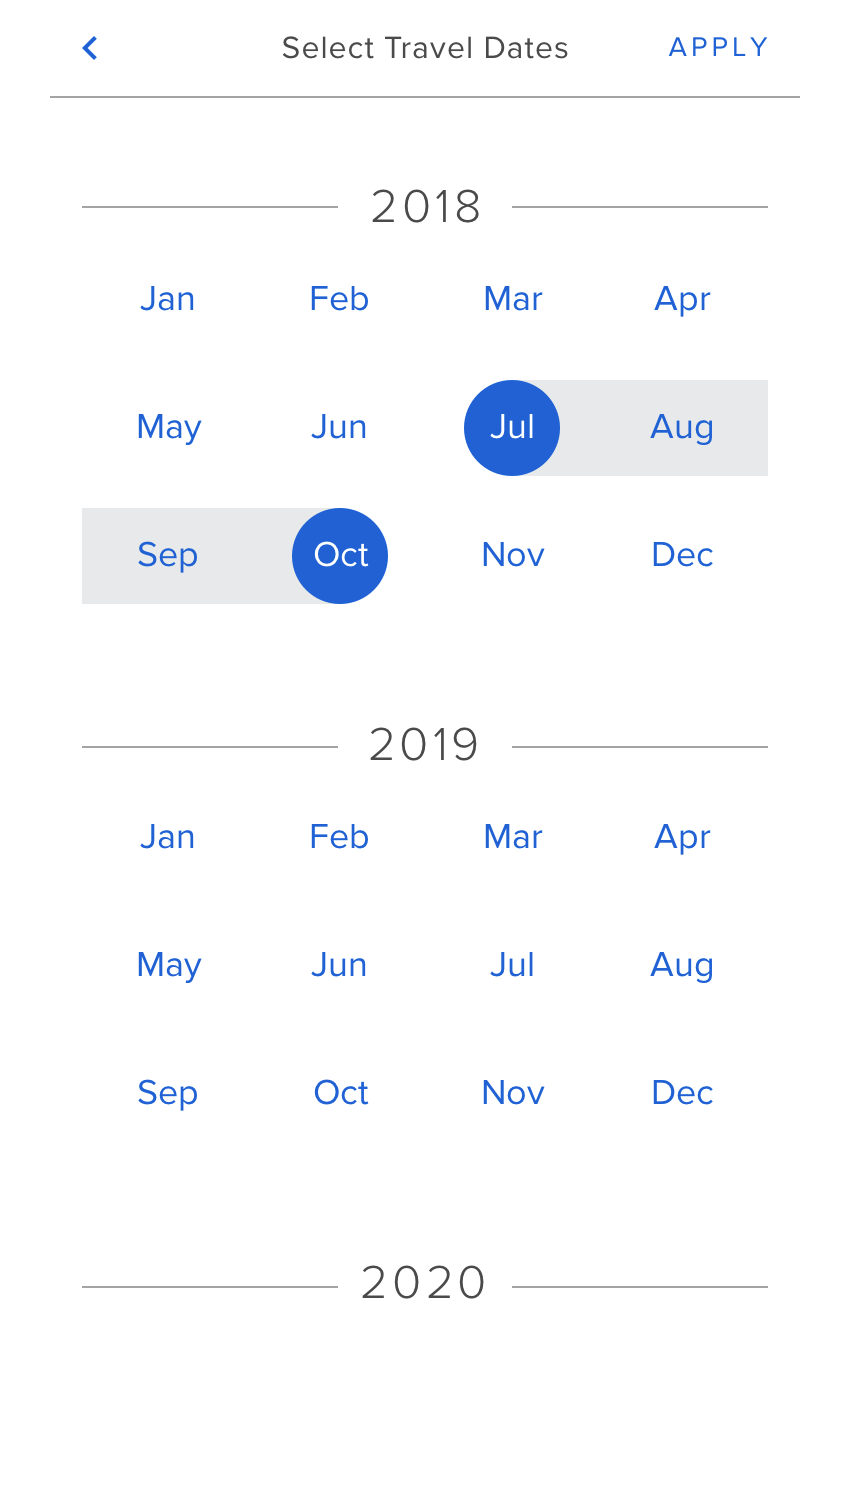 Select Travel Dates APPLY
2018
Jan Feb Mar Apr
May Jun Jul Aug
Sep Oct Nov Dec
2019
Jan Feb Mar Apr
May Jun Jul Aug
Sep Oct Nov Dec
2020